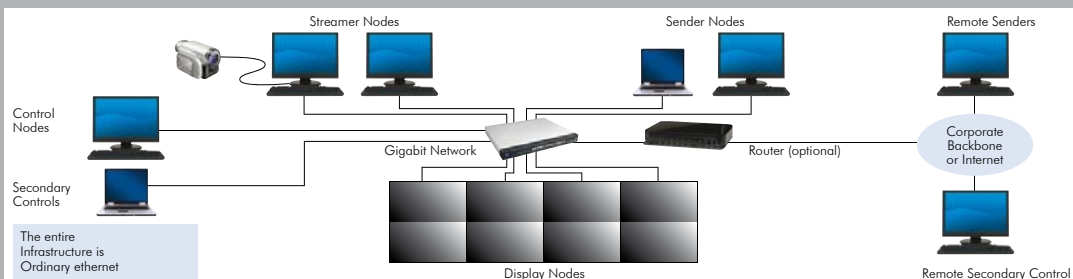 Streamer Nodes
Sender Nodes
Remote Senders
Control
Nodes
Gigabit Network
Router (optional)
Corporate
Backbone
or Internet
Secondary
Controls
The entire
Infrastructure is
Ordinary ethernet
Display Nodes
Remote Secondary Control